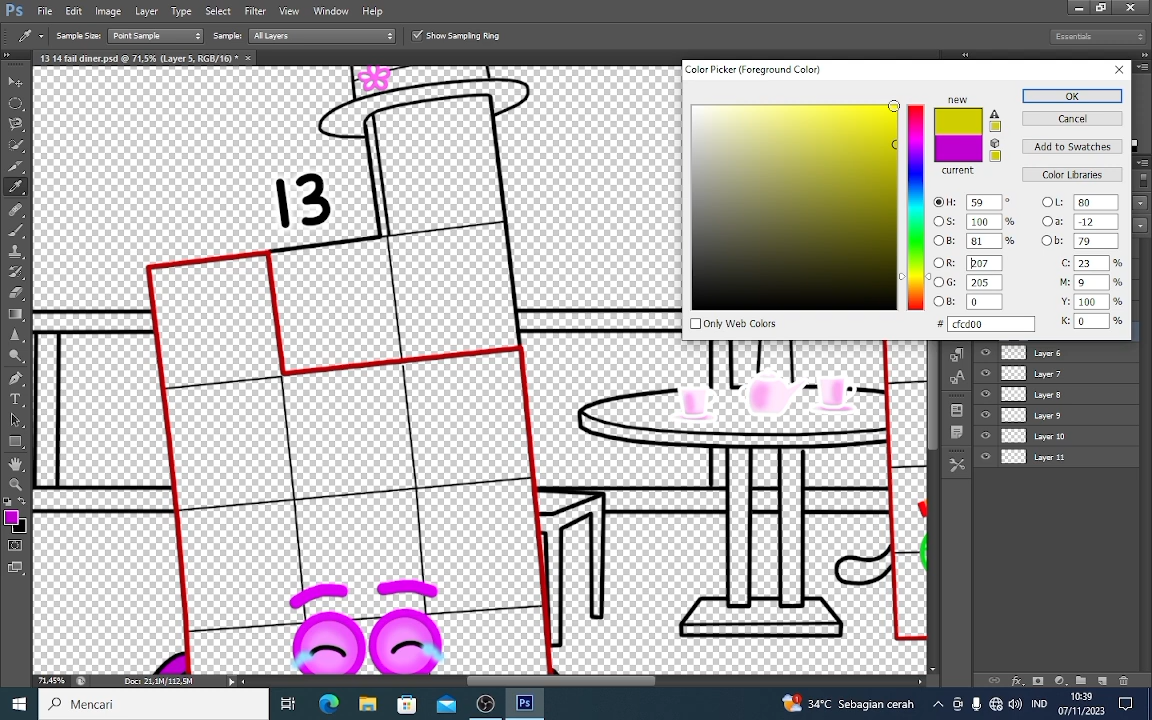 Ps File Edit Image Layer Type Select Filter View Window Help
Sample Size: Point Sample Sample: All Layers Show Sampling Ring Essentials
13 14 fail diner.psd @ 71,5% (Layer 5, RGB/16) * ×
Color Picker (Foreground Color)
new
OK
Cancel
Add to Swatches
current
Color Libraries
H: 59 ° L: 80
S: 100 % a: -12
B: 81 % b: 79
R: 207 C: 23 %
G: 205 M: 9 %
B: 0 Y: 100 %
K: 0 %
Only Web Colors # cfcd00
13
Layer 6
Layer 7
Layer 8
Layer 9
Layer 10
Layer 11
71.45% Doc: 21,1M/112,5M
Mencari
34°C Sebagian cerah
IND
10:39
07/11/2023